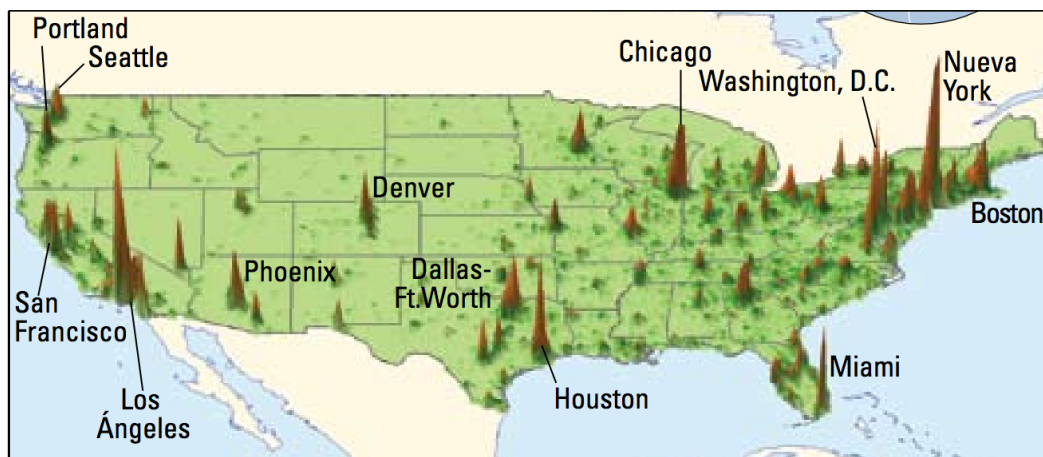 Portland
Seattle
Chicago
Washington, D.C.
Nueva
York
Denver
Boston
Phoenix
Dallas-
Ft.Worth
San
Francisco
Los
Ángeles
Houston
Miami